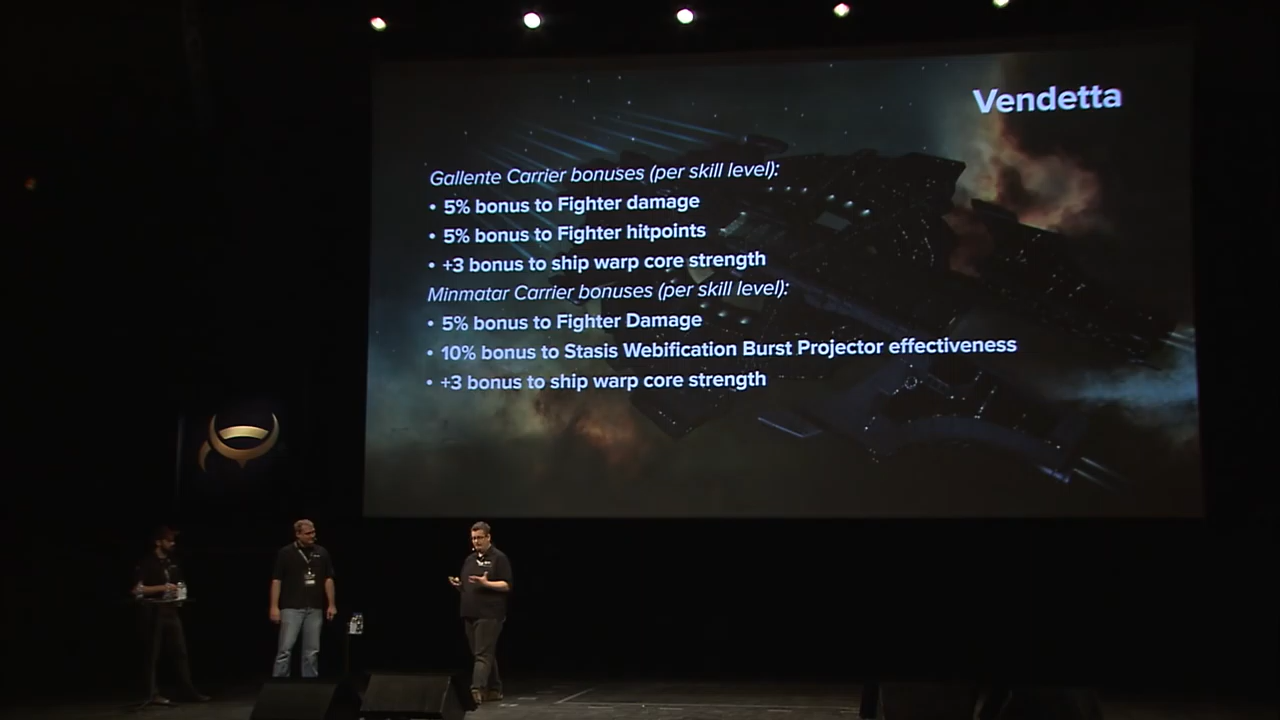 Vendetta
Gallente Carrier bonuses (per skill level):
• 5% bonus to Fighter damage
• 5% bonus to Fighter hitpoints
• +3 bonus to ship warp core strength
Minmatar Carrier bonuses (per skill level):
• 5% bonus to Fighter Damage
• 10% bonus to Stasis Webification Burst Projector effectiveness
• +3 bonus to ship warp core strength